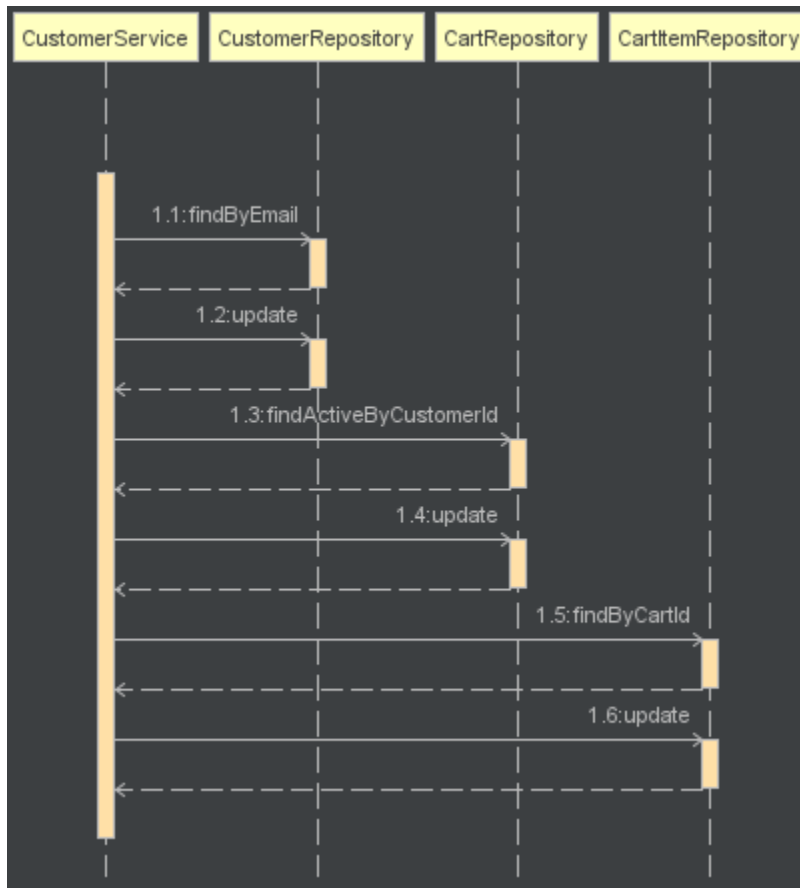 CustomerService
CustomerRepository
CartRepository
CartItemRepository
1.1:findByEmail
1.2:update
1.3:findActiveByCustomerId
1.4:update
1.5:findByCartId
1.6:update